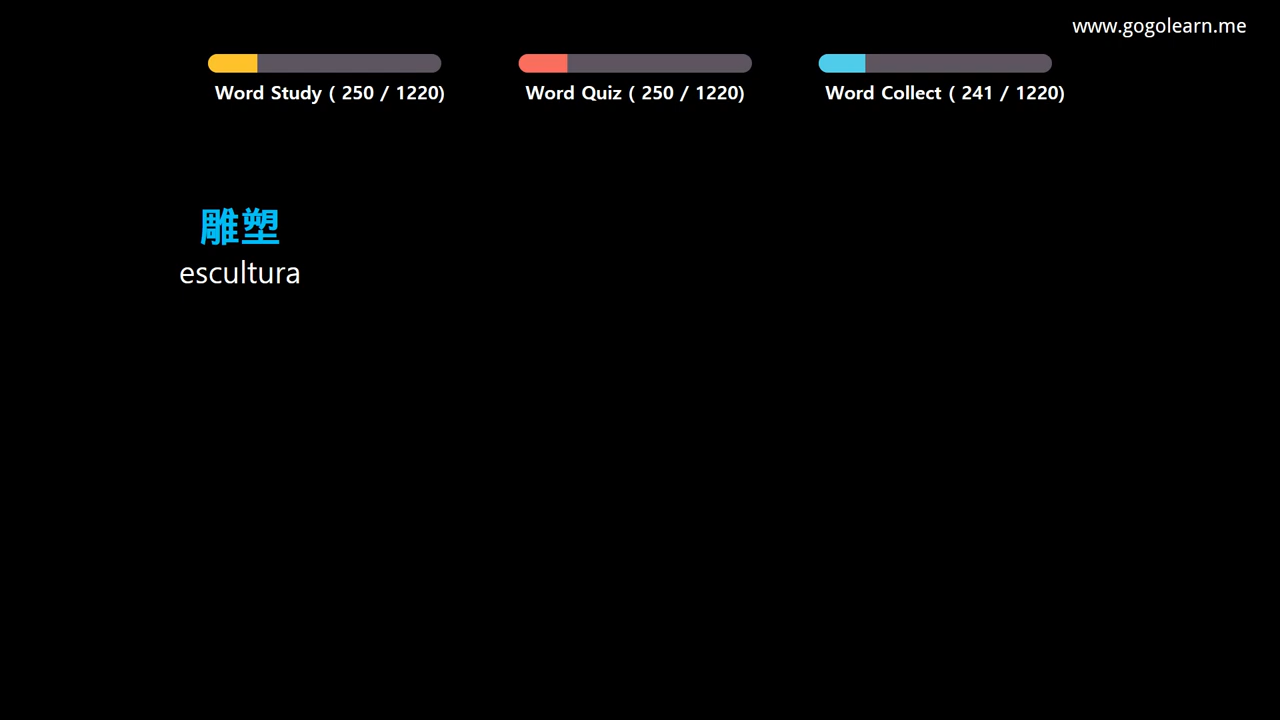 www.gogolearn.me
Word Study ( 250 / 1220)
Word Quiz ( 250 / 1220)
Word Collect ( 241 / 1220)
雕塑
escultura